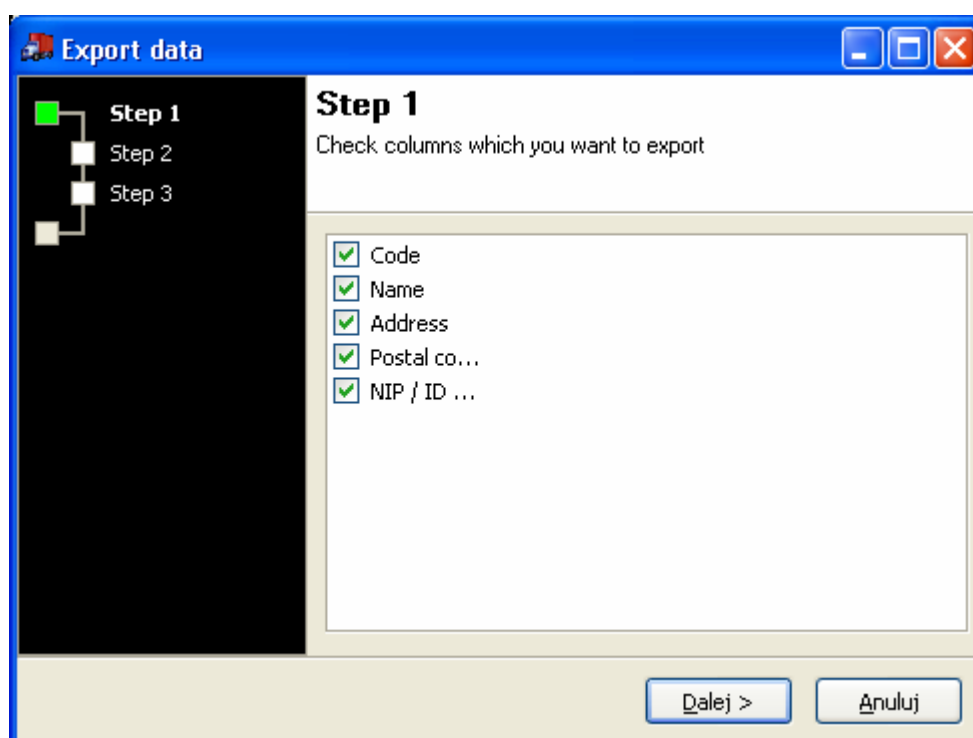 Export data
Step 1
Step 2
Step 3
Step 1
Check columns which you want to export
Code
Name
Address
Postal co...
NIP / ID ...
Dalej >
Anuluj